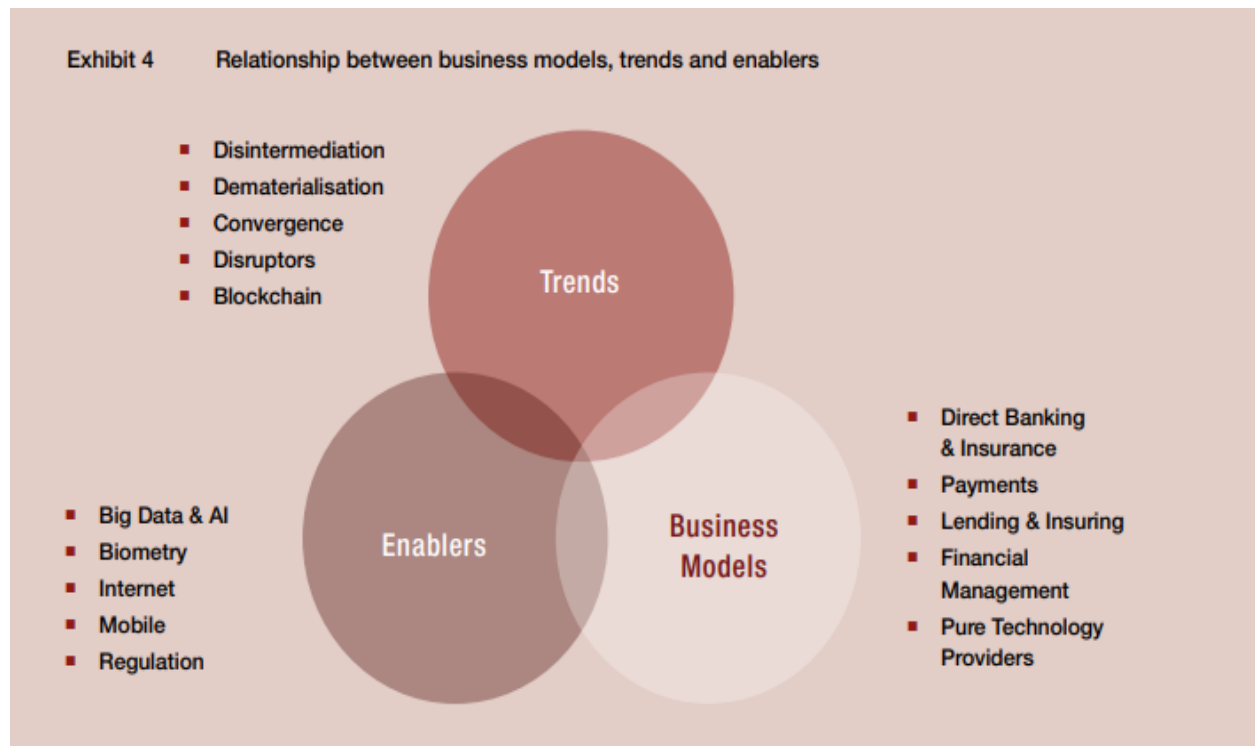 Exhibit 4 Relationship between business models, trends and enablers
Disintermediation
Dematerialisation
Convergence
Disruptors
Blockchain
Trends
Direct Banking
& Insurance
Payments
Lending & Insuring
Financial
Management
Pure Technology
Providers
Big Data & AI
Biometry
Internet
Mobile
Regulation
Enablers
Business
Models